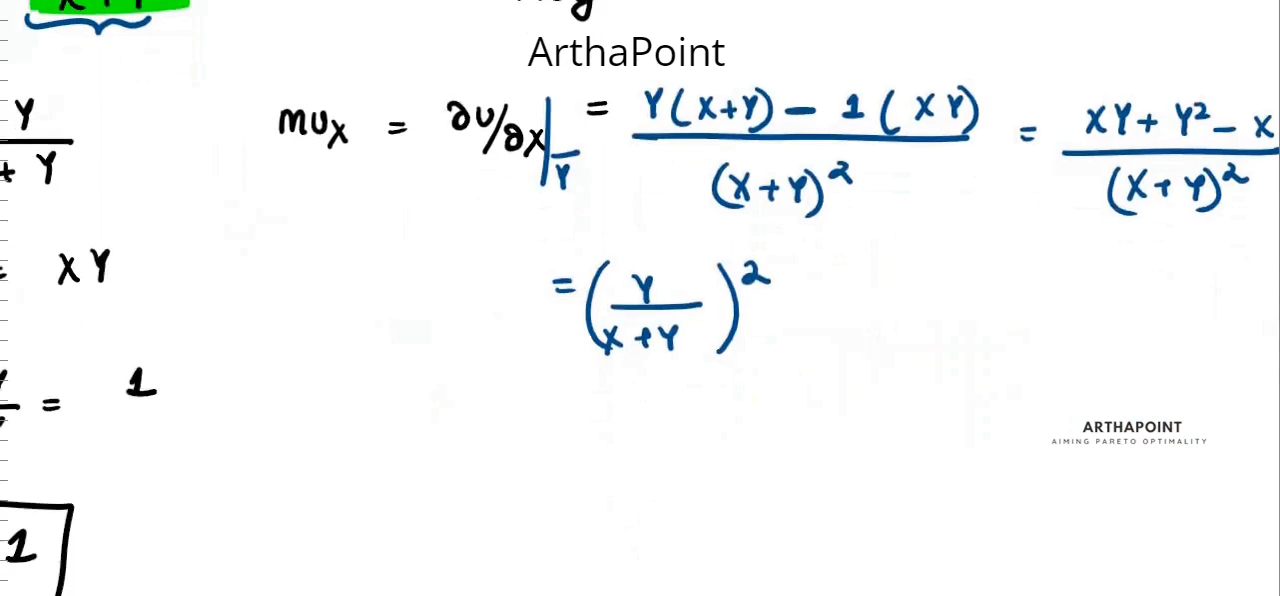 ArthaPoint
Y
+ Y
MUx = ∂U/∂X|Y̅ = Y(X+Y) - 1(XY) / (X+Y)² = XY + Y² - X / (X+Y)²
= XY
= (Y / X+Y)²
= 1
ARTHAPOINT
AIMING PARETO OPTIMALITY
1